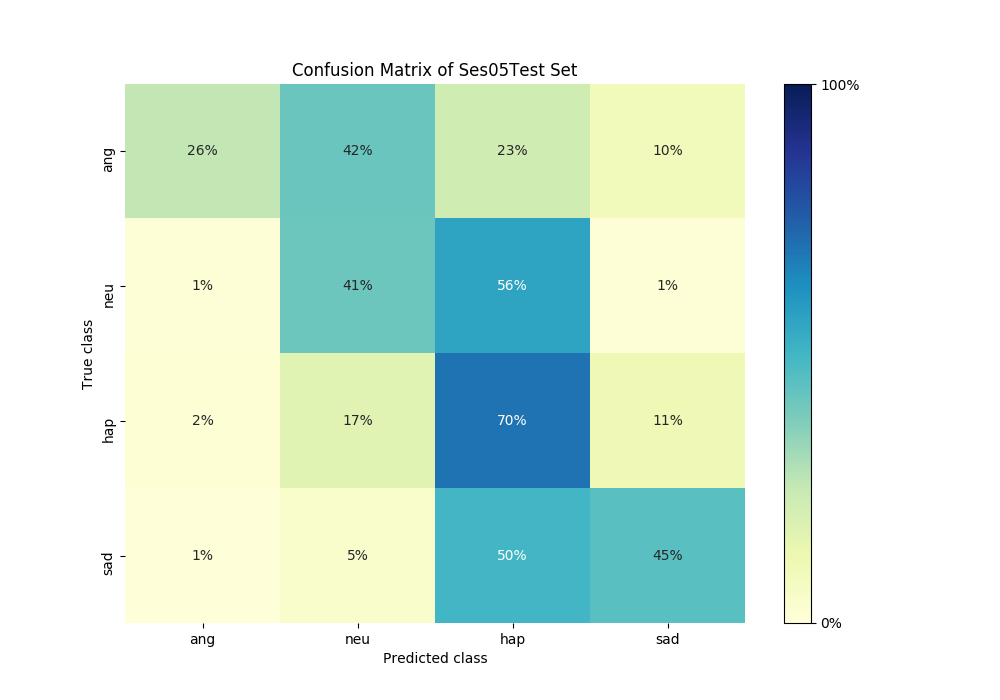 Confusion Matrix of Ses05Test Set
100%
ang 26% 42% 23% 10%
neu 1% 41% 56% 1%
True class
hap 2% 17% 70% 11%
sad 1% 5% 50% 45%
0%
ang neu hap sad
Predicted class